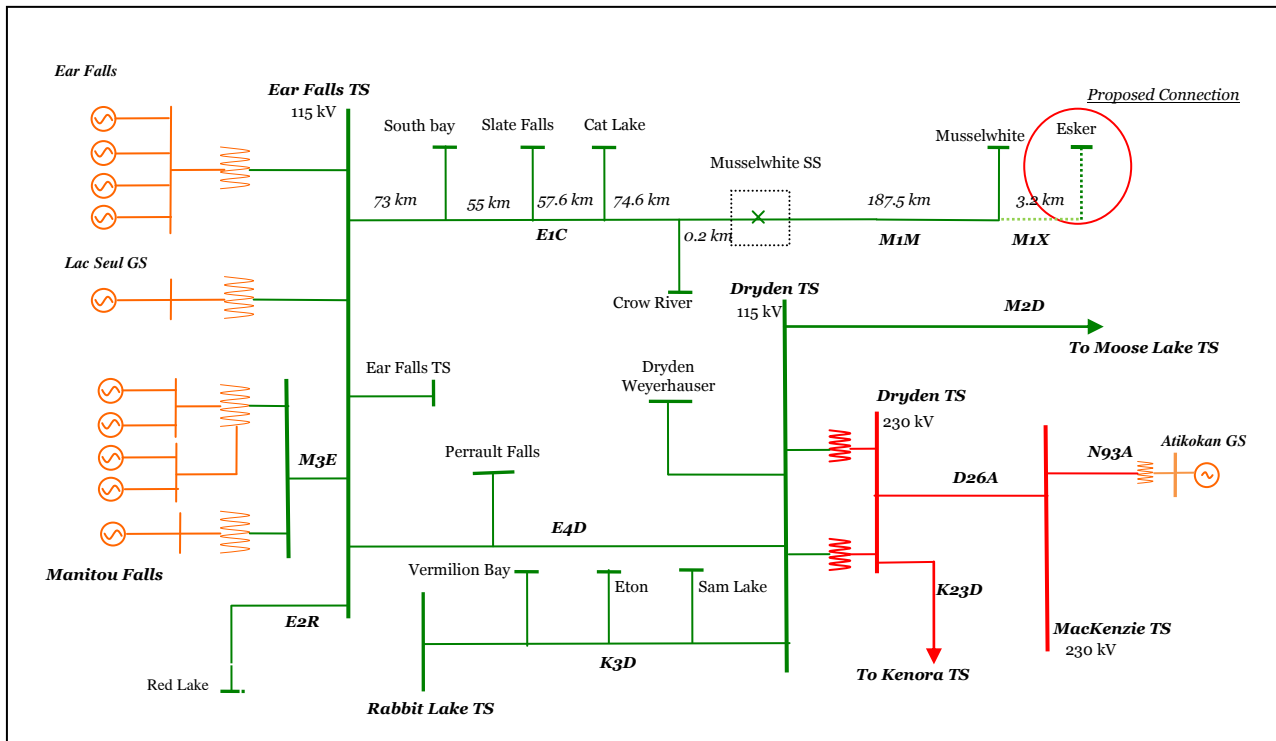 Ear Falls
Ear Falls TS
115 kV
Proposed Connection
South bay
Slate Falls
Cat Lake
Musselwhite
Esker
Musselwhite SS
73 km
55 km
57.6 km
74.6 km
187.5 km
3.2 km
E1C
0.2 km
M1M
M1X
Lac Seul GS
Crow River
Dryden TS
115 kV
M2D
To Moose Lake TS
Ear Falls TS
Dryden
Weyerhauser
Dryden TS
230 kV
Perrault Falls
N93A
Atikokan GS
M3E
D26A
E4D
Manitou Falls
Vermilion Bay
Eton
Sam Lake
K23D
E2R
MacKenzie TS
230 kV
K3D
To Kenora TS
Red Lake
Rabbit Lake TS